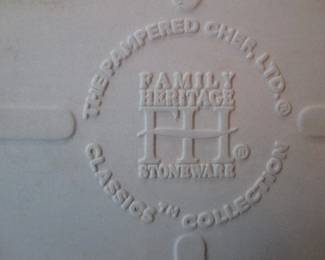 THE PAMPERED CHEF, LTD.®
FAMILY
HERITAGE
FH®
STONEWARE
CLASSICS™ COLLECTION